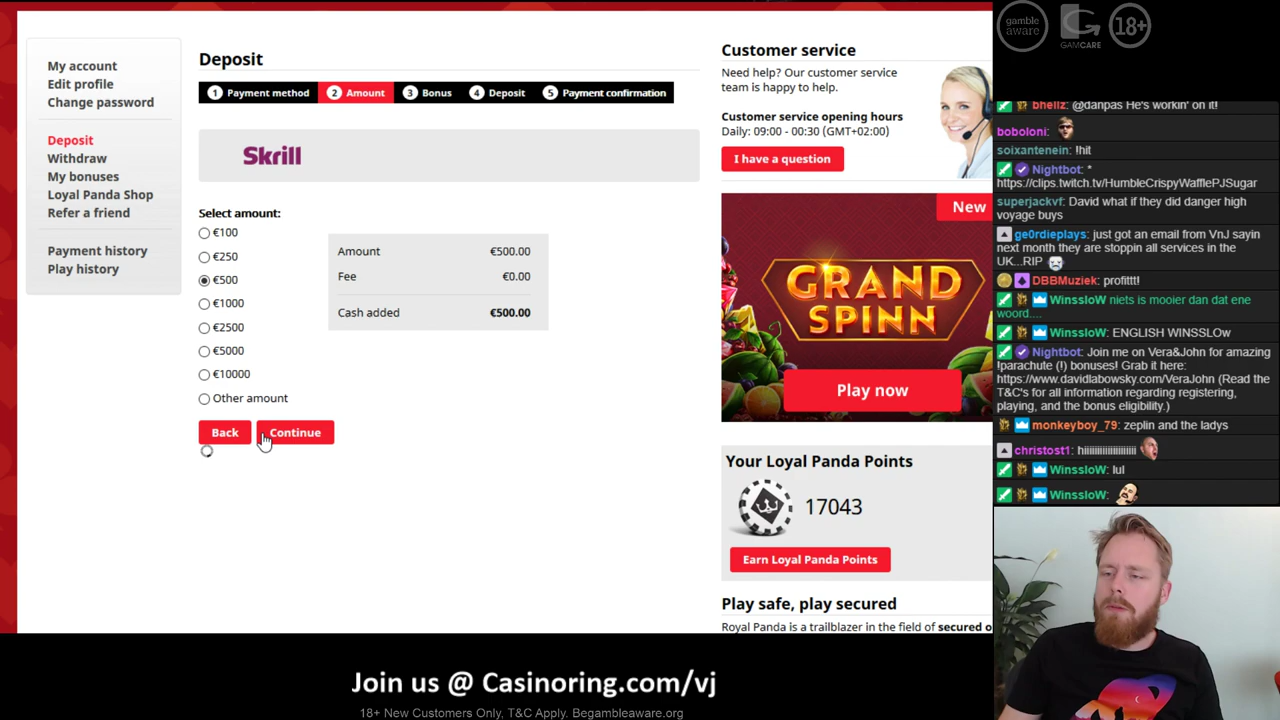 My account
Edit profile
Change password
Deposit
Withdraw
My bonuses
Loyal Panda Shop
Refer a friend
Payment history
Play history
Deposit
1 Payment method 2 Amount 3 Bonus 4 Deposit 5 Payment confirmation
Skrill
Select amount:
€100
€250
€500
€1000
€2500
€5000
€10000
Other amount
Amount €500.00
Fee €0.00
Cash added €500.00
Back Continue
Customer service
Need help? Our customer service
team is happy to help.
Customer service opening hours
Daily: 09:00 - 00:30 (GMT+02:00)
I have a question
New
GRAND
SPINN
Play now
Your Loyal Panda Points
17043
Earn Loyal Panda Points
Play safe, play secured
Royal Panda is a trailblazer in the field of secured o
gamble
aware
GAMCARE
18+
bhellz: @danpas He's workin' on it!
boboloni:
soixantenein: !hit
Nightbot: *
https://clips.twitch.tv/HumbleCrispyWafflePJSugar
superjackvf: David what if they did danger high
voyage buys
ge0rdieplays: just got an email from VnJ sayin
next month they are stoppin all services in the
UK...RIP
DBBMuziek: profitttt!
WinssloW niets is mooier dan dat ene
woord....
WinssloW: ENGLISH WINSSLOw
Nightbot: Join me on Vera&John for amazing
!parachute (!) bonuses! Grab it here:
https://www.davidlabowsky.com/VeraJohn (Read the
T&C's for all information regarding registering,
playing, and the bonus eligibility.)
monkeyboy_79: zeplin and the ladys
christost1: hiiiiiiiiiiiiiiiiiii
WinssloW: lul
WinssloW:
Join us @ Casinoring.com/vj
18+ New Customers Only, T&C Apply. Begambleaware.org